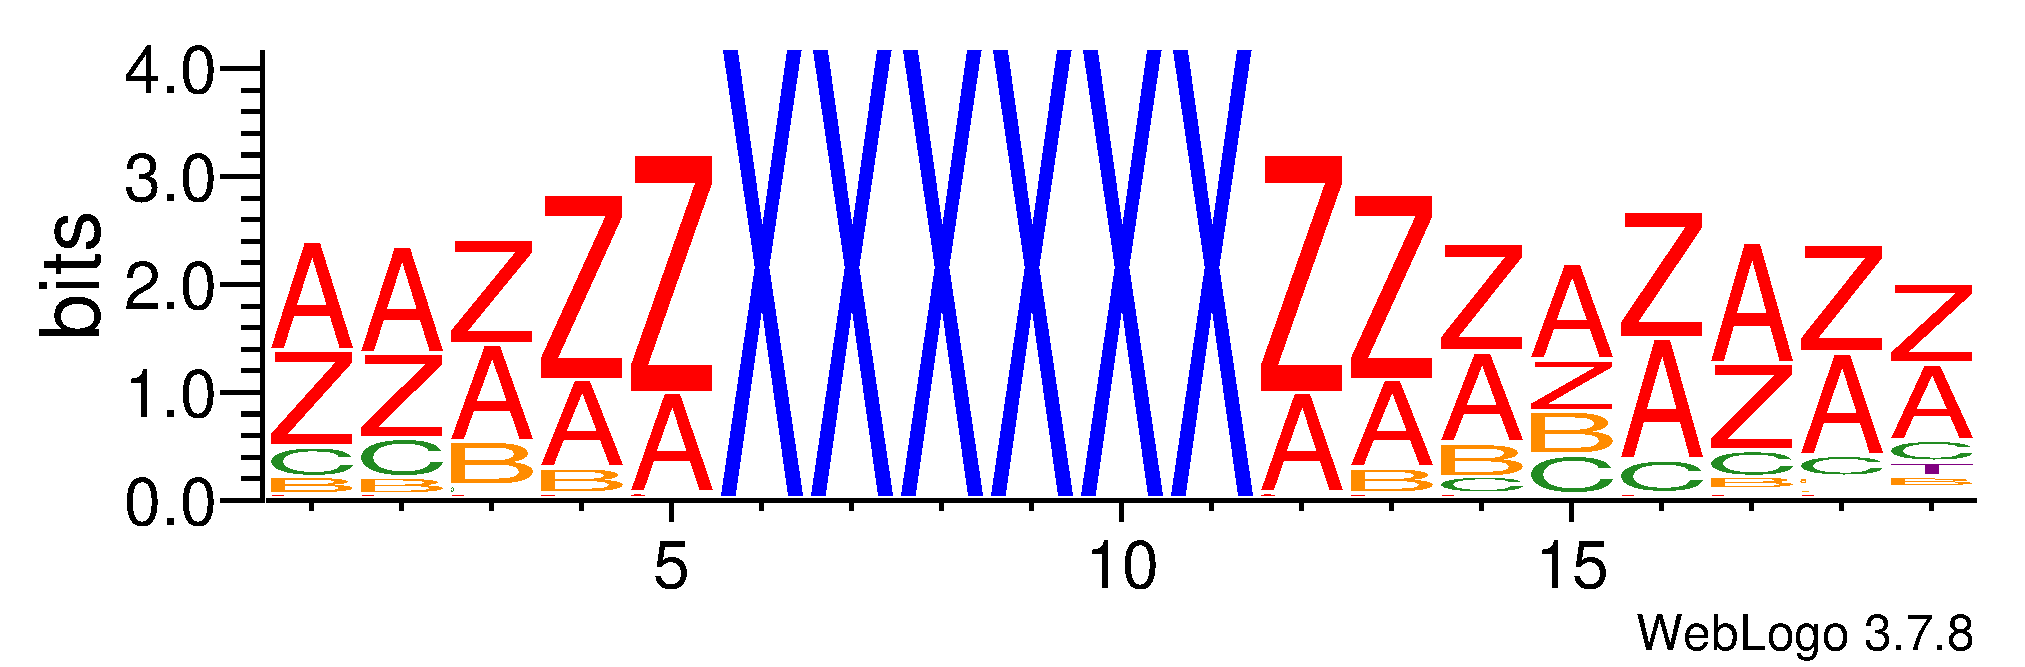 4.0
3.0
2.0
1.0
0.0
bits
A A Z Z Z X X X X X X Z Z Z A Z A Z Z
Z Z A A A A A A Z A Z A A
C C B B B B B C C C C
B B C C B T
B
5 10 15
WebLogo 3.7.8